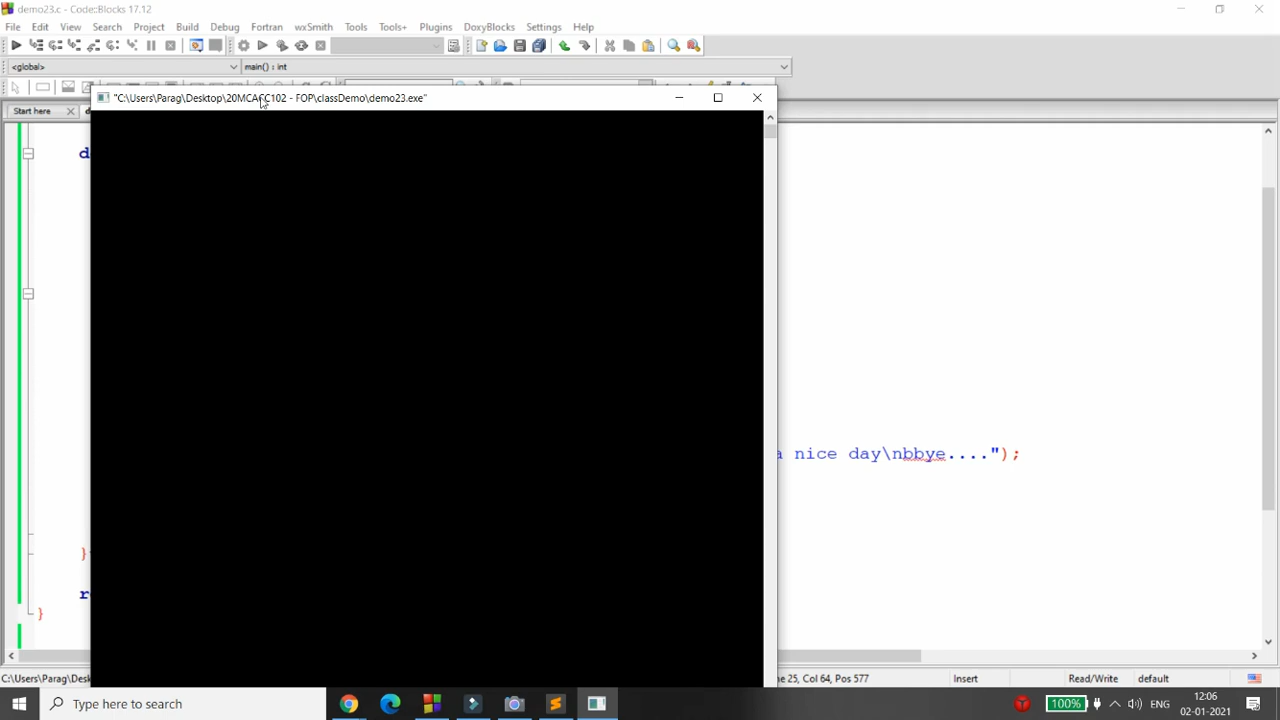 demo23.c - Code::Blocks 17.12
File Edit View Search Project Build Debug Fortran wxSmith Tools Tools+ Plugins DoxyBlocks Settings Help
<global> main() : int
"C:\Users\Parag\Desktop\20MCACC102 - FOP\classDemo\demo23.exe"
Start here
d
a nice day\nbbye....");
}
r
}
C:\Users\Parag\Desk
ne 25, Col 64, Pos 577 Insert Read/Write default
Type here to search
100% ENG
12:06
02-01-2021